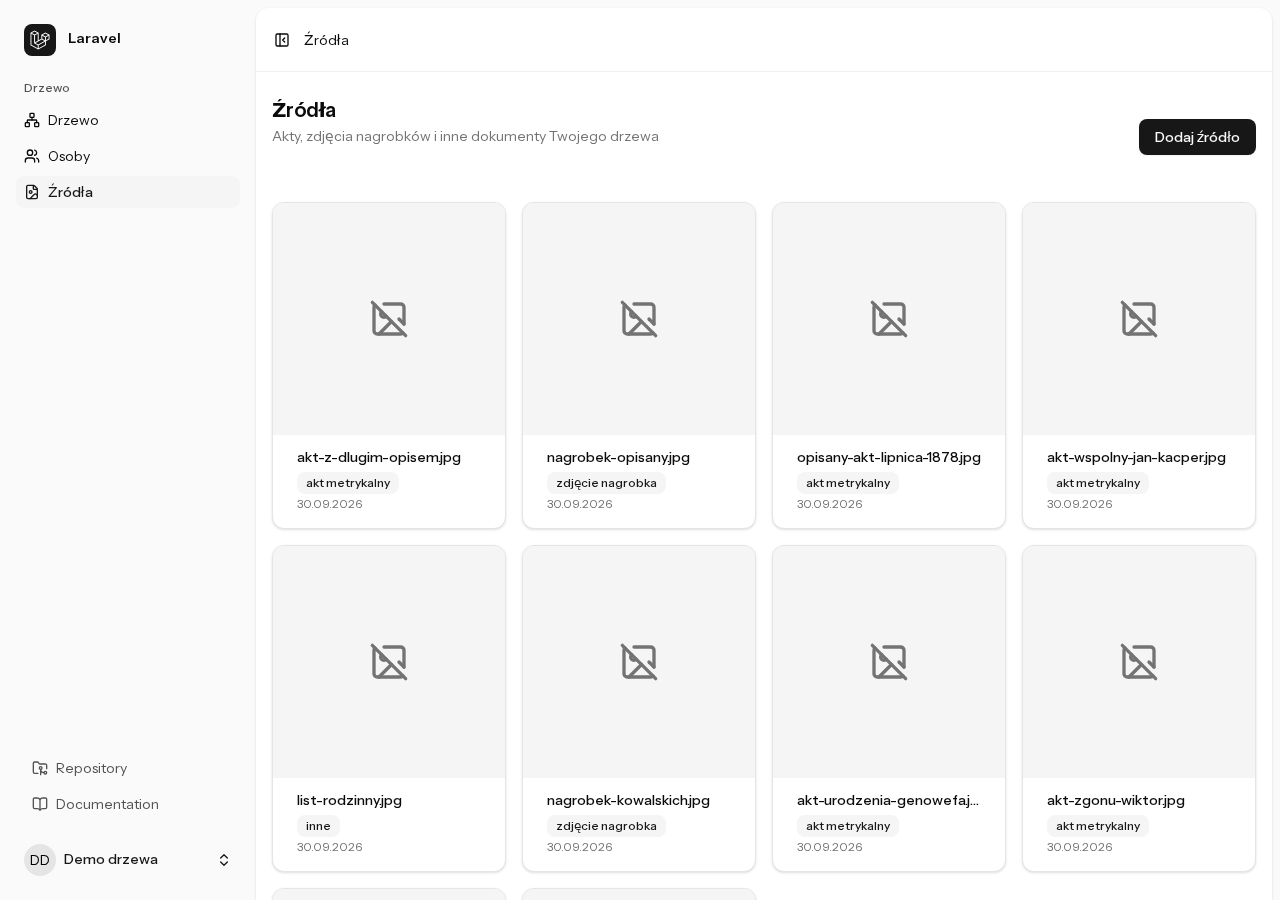 Laravel
Drzewo
Drzewo
Osoby
Źródła
Repository
Documentation
DD
Demo drzewa
Źródła
Źródła
Akty, zdjęcia nagrobków i inne dokumenty Twojego drzewa
Dodaj źródło
akt-z-dlugim-opisem.jpg
akt metrykalny
30.09.2026
nagrobek-opisany.jpg
zdjęcie nagrobka
30.09.2026
opisany-akt-lipnica-1878.jpg
akt metrykalny
30.09.2026
akt-wspolny-jan-kacper.jpg
akt metrykalny
30.09.2026
list-rodzinny.jpg
inne
30.09.2026
nagrobek-kowalskich.jpg
zdjęcie nagrobka
30.09.2026
akt-urodzenia-genowefa.j...
akt metrykalny
30.09.2026
akt-zgonu-wiktor.jpg
akt metrykalny
30.09.2026